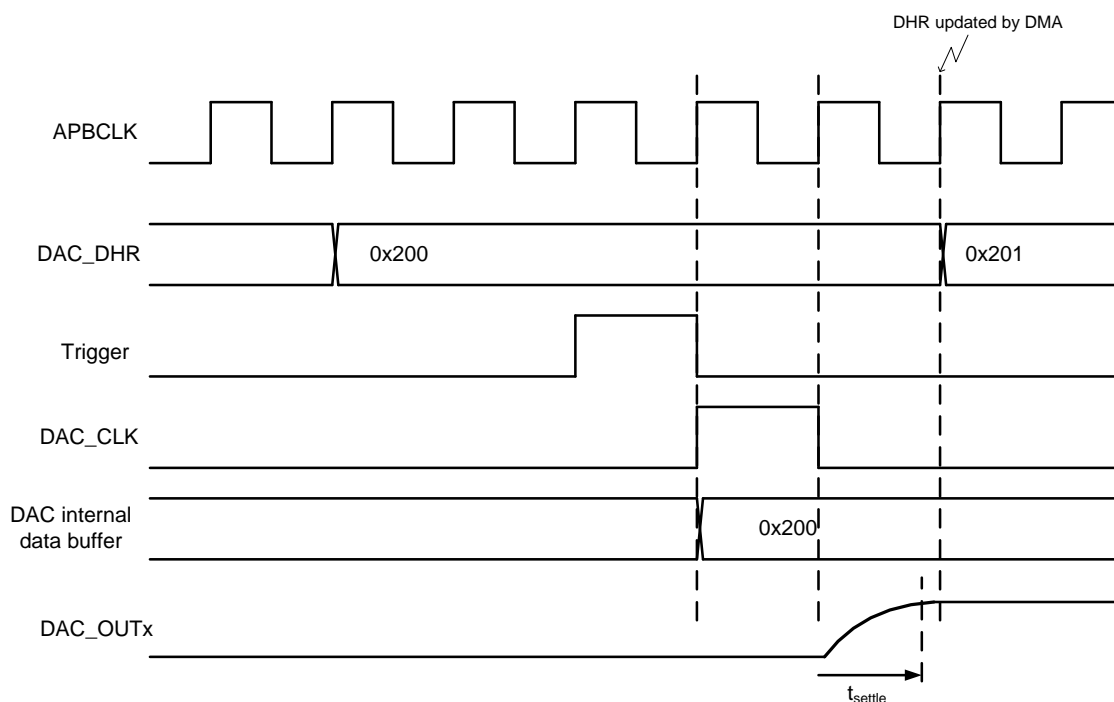 DHR updated by DMA
APBCLK
DAC_DHR
0x200
0x201
Trigger
DAC_CLK
DAC internal
data buffer
0x200
DAC_OUTx
tsettle